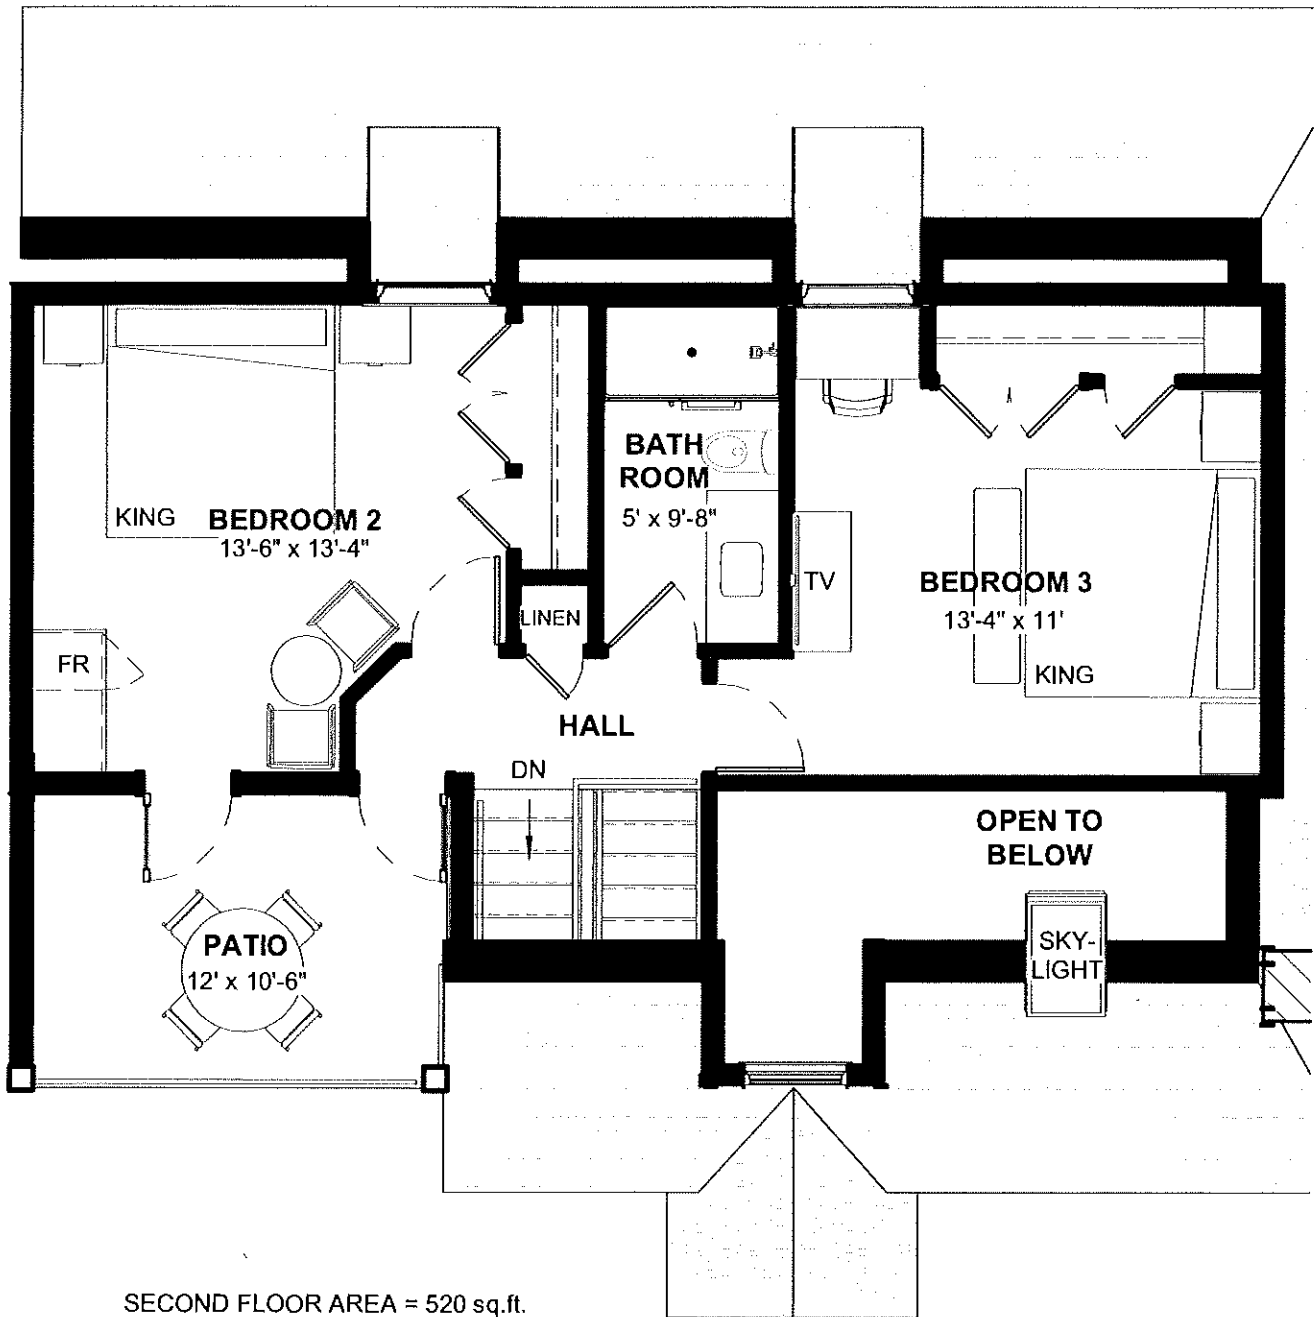 BATH
ROOM
5' x 9'-8"
KING
BEDROOM 2
13'-6" x 13'-4"
TV
BEDROOM 3
13'-4" x 11'
LINEN
FR
KING
HALL
DN
OPEN TO
BELOW
PATIO
12' x 10'-6"
SKY-
LIGHT
SECOND FLOOR AREA = 520 sq.ft.